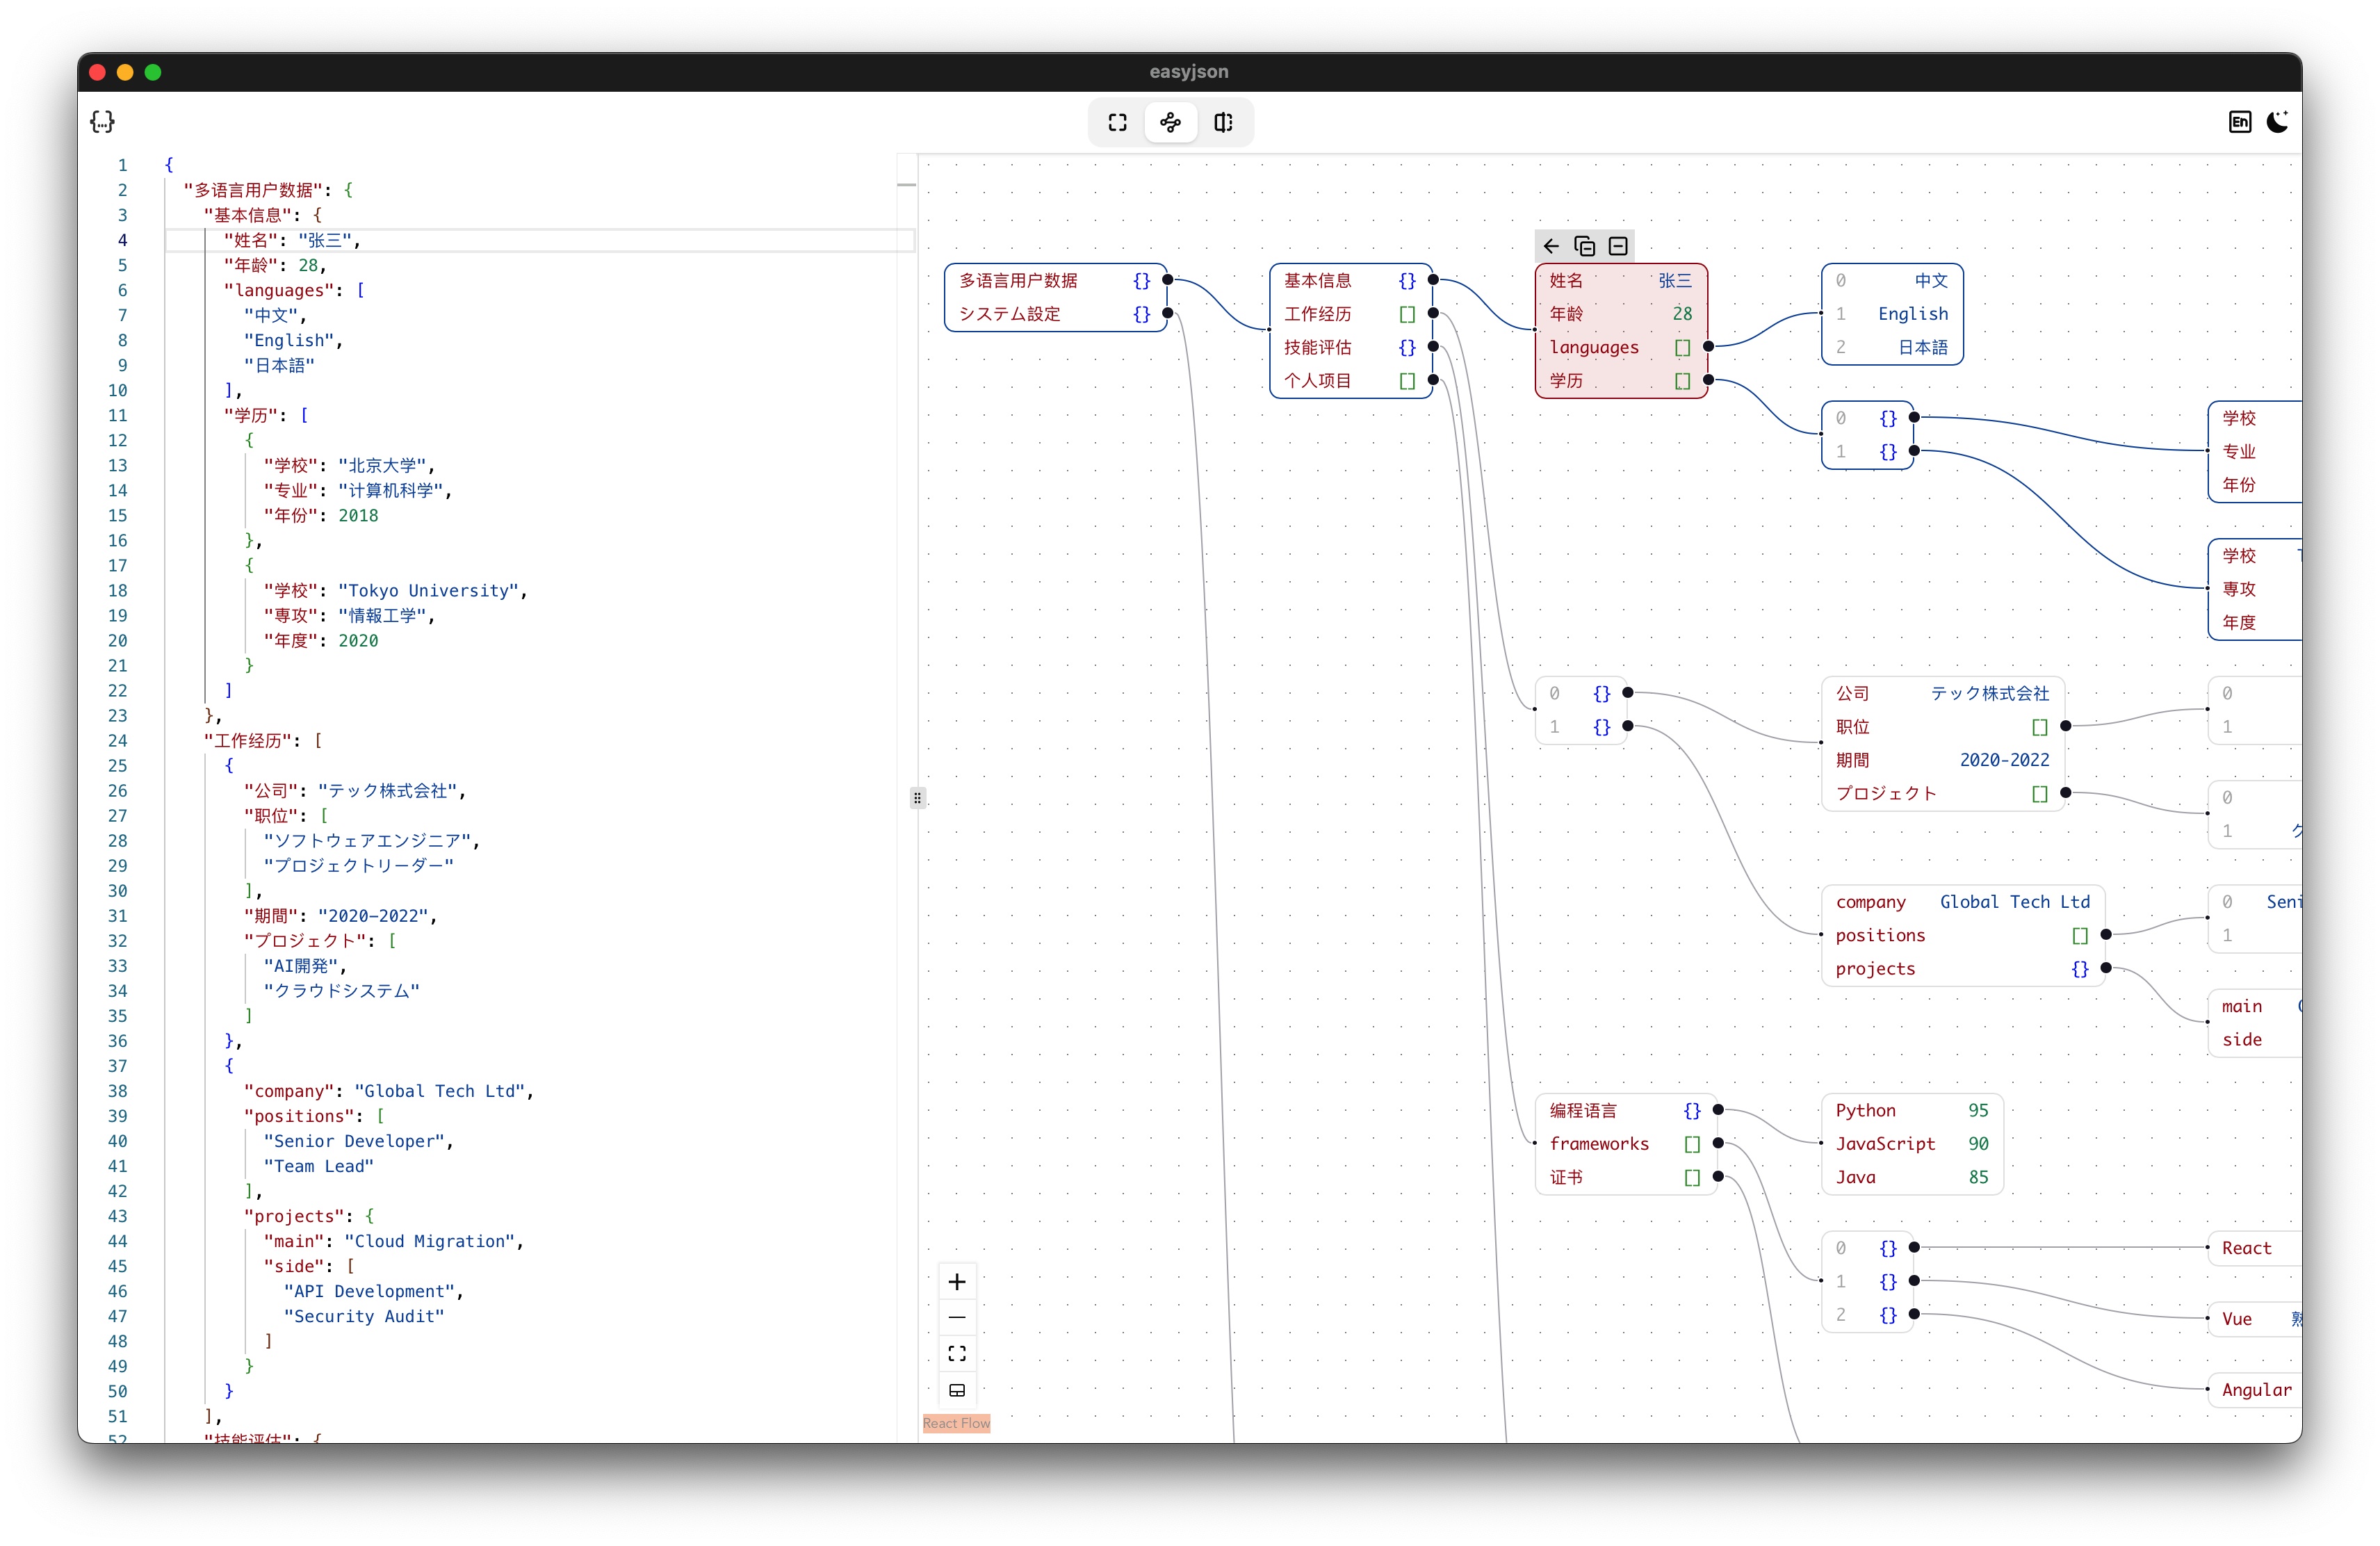 easyjson
{...}
En
1 {
2 "多语言用户数据": {
3 "基本信息": {
4 "姓名": "张三",
5 "年龄": 28,
6 "languages": [
7 "中文",
8 "English",
9 "日本語"
10 ],
11 "学历": [
12 {
13 "学校": "北京大学",
14 "专业": "计算机科学",
15 "年份": 2018
16 },
17 {
18 "学校": "Tokyo University",
19 "専攻": "情報工学",
20 "年度": 2020
21 }
22 ]
23 },
24 "工作经历": [
25 {
26 "公司": "テック株式会社",
27 "职位": [
28 "ソフトウェアエンジニア",
29 "プロジェクトリーダー"
30 ],
31 "期間": "2020-2022",
32 "プロジェクト": [
33 "AI開発",
34 "クラウドシステム"
35 ]
36 },
37 {
38 "company": "Global Tech Ltd",
39 "positions": [
40 "Senior Developer",
41 "Team Lead"
42 ],
43 "projects": {
44 "main": "Cloud Migration",
45 "side": [
46 "API Development",
47 "Security Audit"
48 ]
49 }
50 }
51 ],
52 "技能评估": {
多语言用户数据 {}
システム設定 {}
基本信息 {}
工作经历 []
技能评估 {}
个人项目 []
姓名 张三
年龄 28
languages []
学历 []
0 中文
1 English
2 日本語
0 {}
1 {}
学校
专业
年份
学校
専攻
年度
0 {}
1 {}
公司 テック株式会社
职位 []
期間 2020-2022
プロジェクト []
0
1
0
1 ク
company Global Tech Ltd
positions []
projects {}
0 Seni
1
main
side
编程语言 {}
frameworks []
证书 []
Python 95
JavaScript 90
Java 85
0 {}
1 {}
2 {}
React
Vue
Angular
React Flow